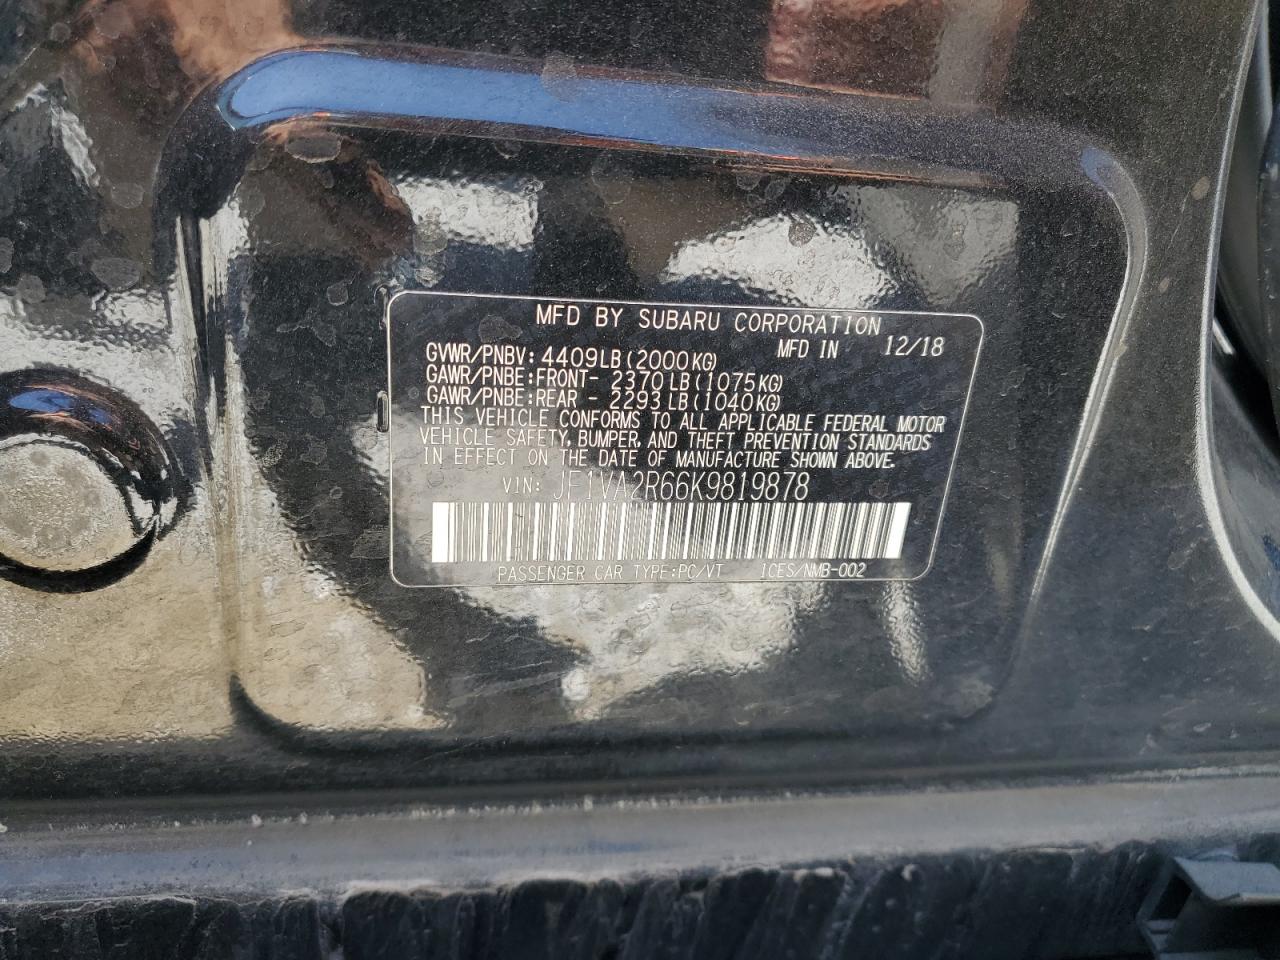 MFD BY SUBARU CORPORATION
MFD IN 12/18
GVWR/PNBV: 4409LB(2000KG)
GAWR/PNBE:FRONT- 2370LB(1075KG)
GAWR/PNBE:REAR - 2293LB(1040KG)
THIS VEHICLE CONFORMS TO ALL APPLICABLE FEDERAL MOTOR
VEHICLE SAFETY, BUMPER, AND THEFT PREVENTION STANDARDS
IN EFFECT ON THE DATE OF MANUFACTURE SHOWN ABOVE.
VIN: JF1VA2R66K9819878
PASSENGER CAR TYPE:PC/VT 1CES/NMB-002